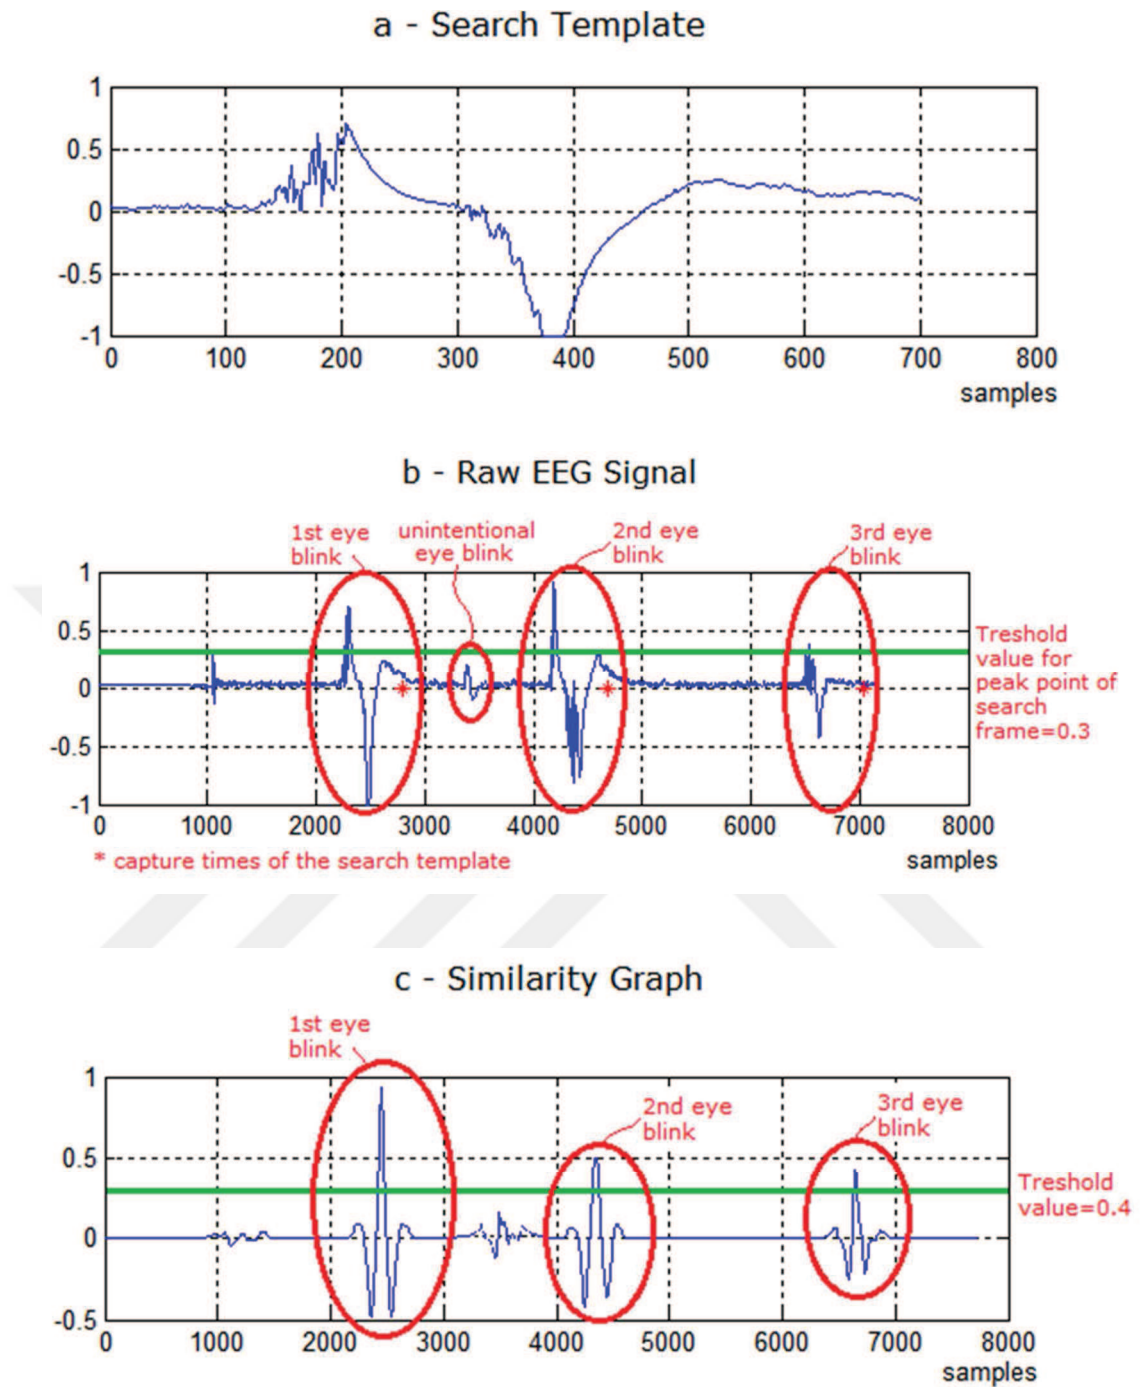 a - Search Template
1
0.5
0
-0.5
-1
0 100 200 300 400 500 600 700 800
samples
b - Raw EEG Signal
1st eye
blink
unintentional
eye blink
2nd eye
blink
3rd eye
blink
1
0.5
0
-0.5
-1
Treshold
value for
peak point of
search
frame=0.3
* *
*
0 1000 2000 3000 4000 5000 6000 7000 8000
* capture times of the search template
samples
c - Similarity Graph
1st eye
blink
2nd eye
blink
3rd eye
blink
1
0.5
0
-0.5
Treshold
value=0.4
0 1000 2000 3000 4000 5000 6000 7000 8000
samples